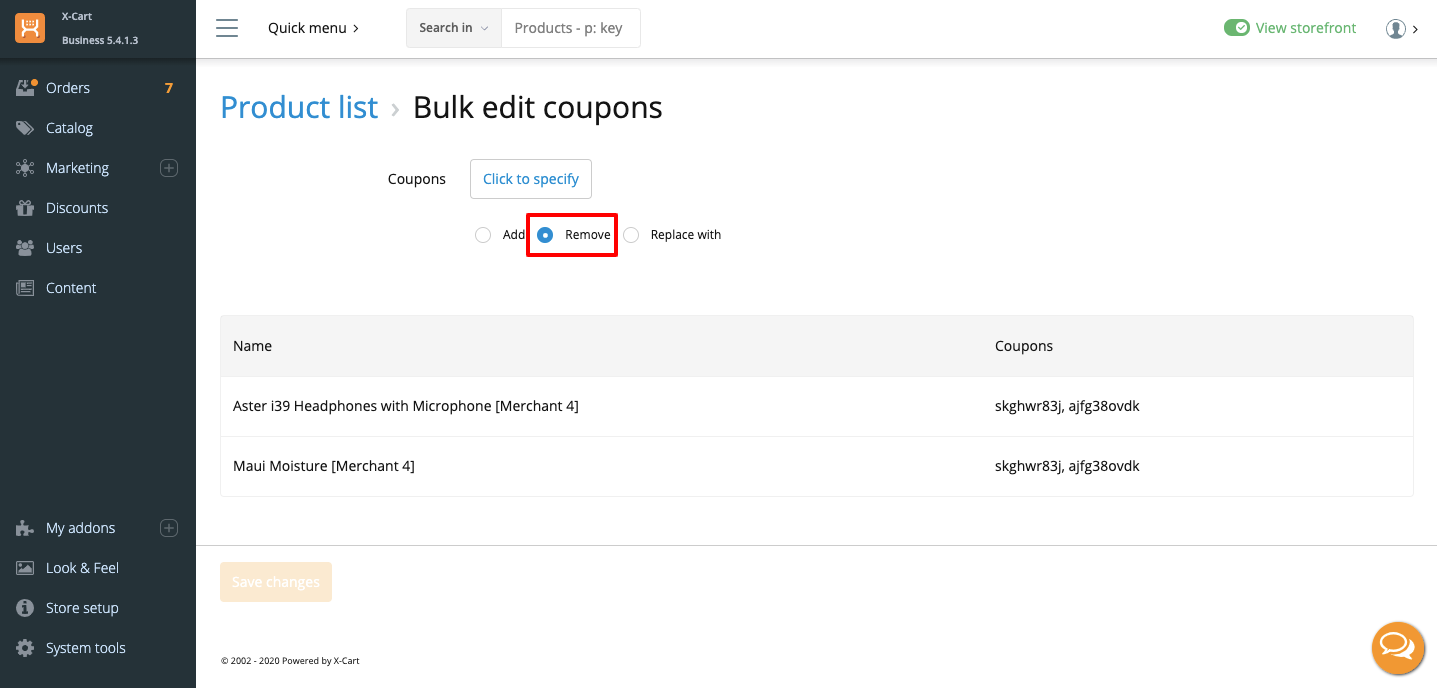 X-Cart
Business 5.4.1.3
Quick menu
Search in
Products - p: key
View storefront
Orders 7
Catalog
Marketing
Discounts
Users
Content
My addons
Look & Feel
Store setup
System tools
Product list › Bulk edit coupons
Coupons Click to specify
Add Remove Replace with
Name Coupons
Aster i39 Headphones with Microphone [Merchant 4] skghwr83j, ajfg38ovdk
Maui Moisture [Merchant 4] skghwr83j, ajfg38ovdk
Save changes
© 2002 - 2020 Powered by X-Cart